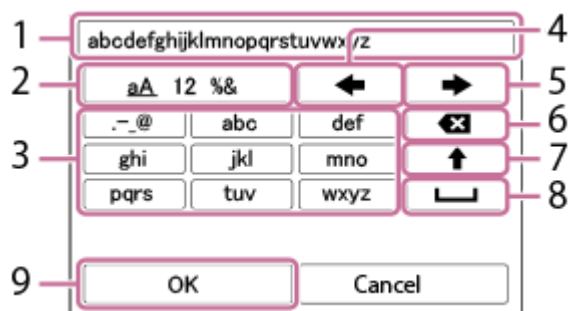 1 abcdefghijklmnopqrstuvwxyz 4
2 aA 12 %& 5
.-_@ abc def 6
3 ghi jkl mno 7
pqrs tuv wxyz 8
9 OK Cancel